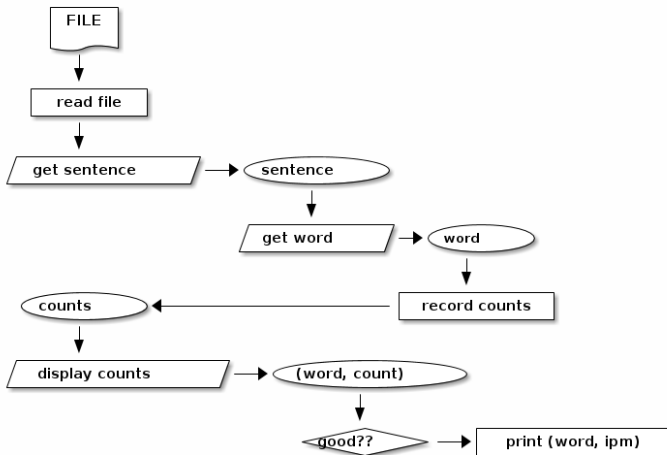 FILE
read file
get sentence
sentence
get word
word
counts
record counts
display counts
(word, count)
good??
print (word, ipm)